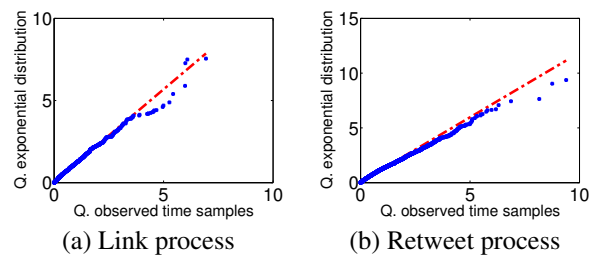 10
5
0
0 5 10
Q. exponential distribution
Q. observed time samples
(a) Link process
15
10
5
0
0 5 10
Q. exponential distribution
Q. observed time samples
(b) Retweet process